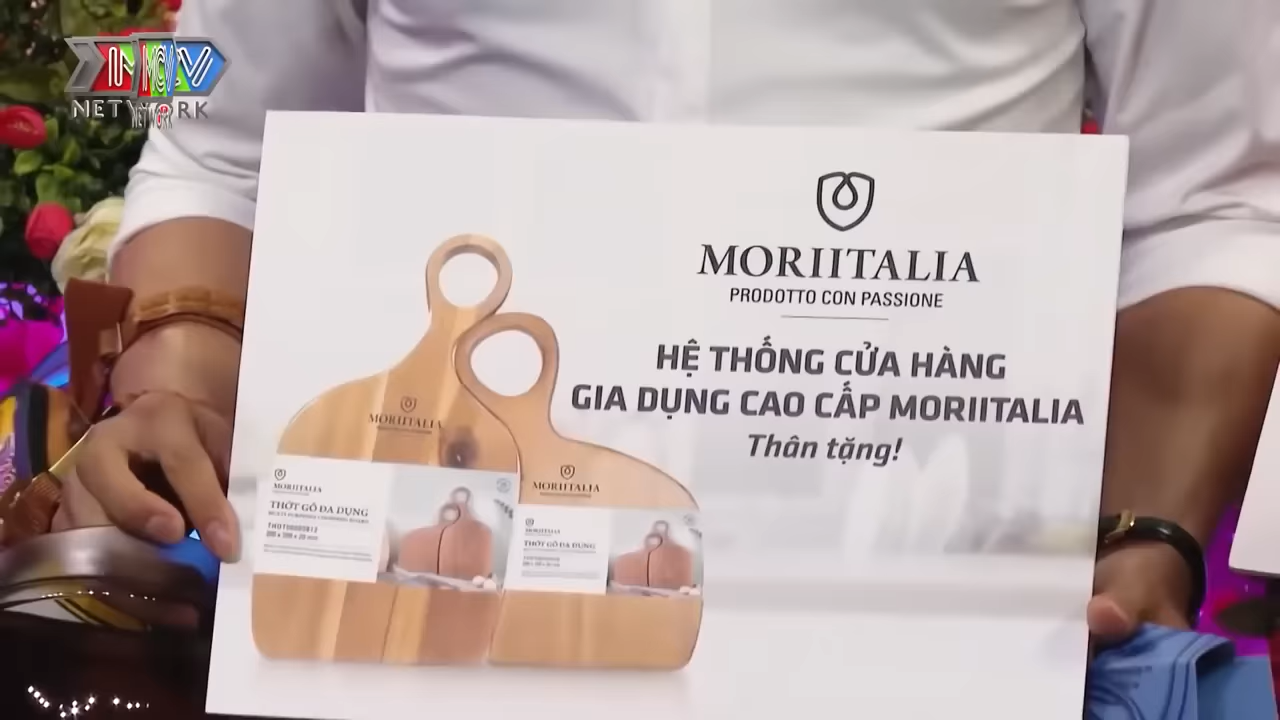 MCV
NETWORK
MORIITALIA
PRODOTTO CON PASSIONE
HỆ THỐNG CỬA HÀNG
GIA DỤNG CAO CẤP MORIITALIA
Thân tặng!
MORIITALIA
MORIITALIA
MORIITALIA
THỚT GỖ ĐA DỤNG
MORIITALIA
THỚT GỖ ĐA DỤNG